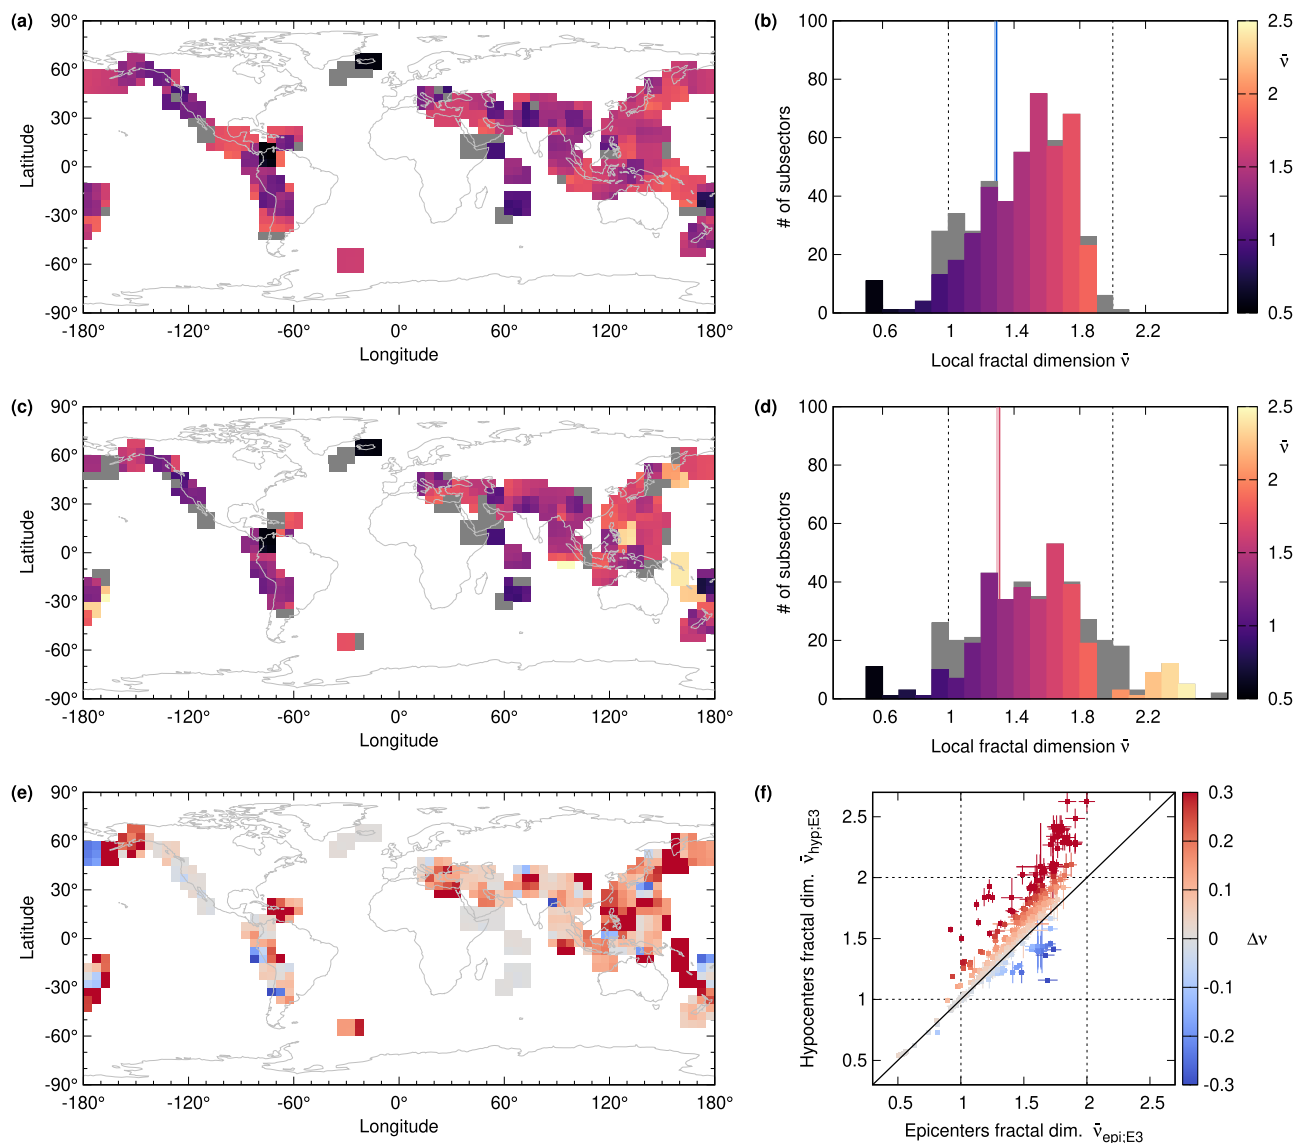 (a)
90°
60°
30°
0°
-30°
-60°
-90°
Latitude
-180° -120° -60° 0° 60° 120° 180°
Longitude
(b)
100
80
60
40
20
0
# of subsectors
0.6 1 1.4 1.8 2.2
Local fractal dimension ν̄
2.5
2
1.5
1
0.5
ν̄
(c)
90°
60°
30°
0°
-30°
-60°
-90°
Latitude
-180° -120° -60° 0° 60° 120° 180°
Longitude
(d)
100
80
60
40
20
0
# of subsectors
0.6 1 1.4 1.8 2.2
Local fractal dimension ν̄
2.5
2
1.5
1
0.5
ν̄
(e)
90°
60°
30°
0°
-30°
-60°
-90°
Latitude
-180° -120° -60° 0° 60° 120° 180°
Longitude
(f)
2.5
2
1.5
1
0.5
Hypocenters fractal dim. ν̄hyp;E3
0.5 1 1.5 2 2.5
Epicenters fractal dim. ν̄epi;E3
0.3
0.2
0.1
0
-0.1
-0.2
-0.3
Δν